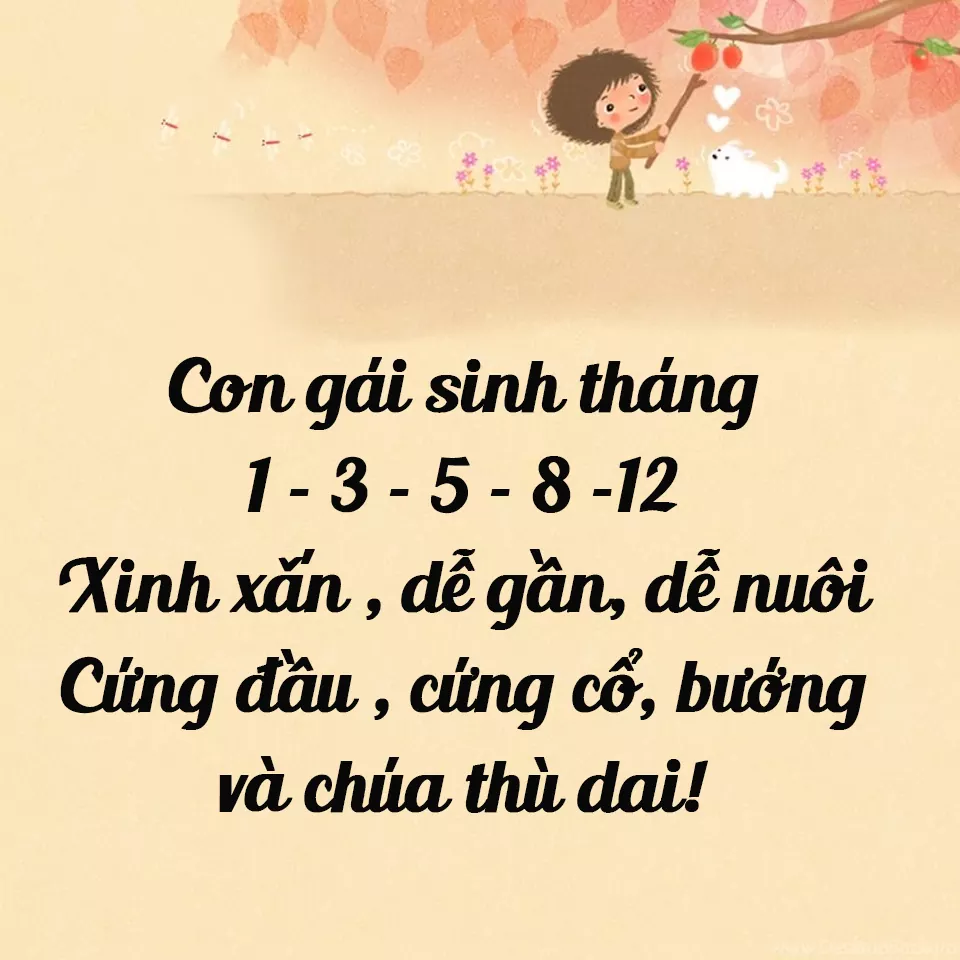 Con gái sinh tháng
1 - 3 - 5 - 8 -12
Xinh xắn , dễ gần, dễ nuôi
Cứng đầu , cứng cổ, bướng
và chúa thù dai!